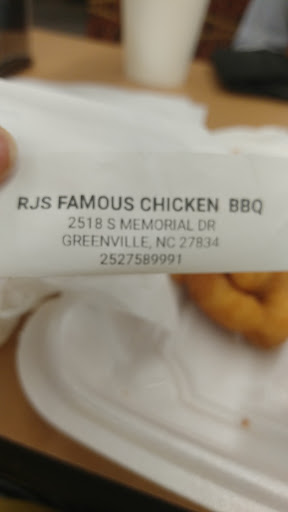 RJS FAMOUS CHICKEN BBQ
2518 S MEMORIAL DR
GREENVILLE, NC 27834
2527589991